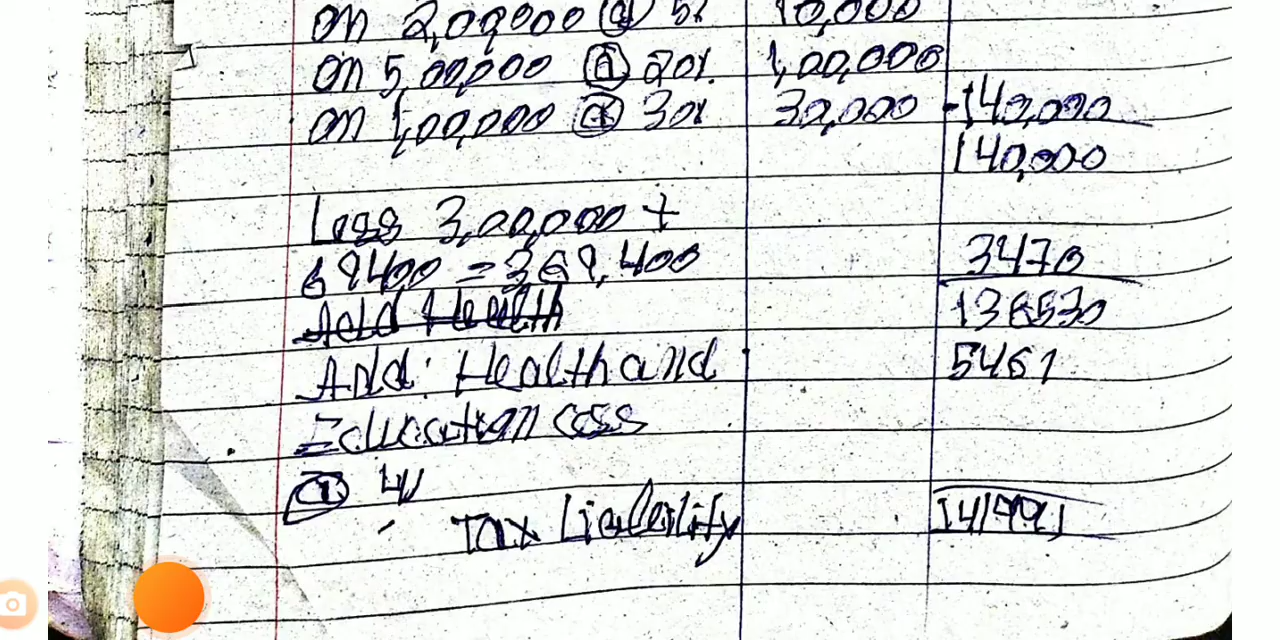 on 2,00,000 @ 5% 10,000
on 5,00,000 @ 20% 1,00,000
on 1,00,000 @ 30% 30,000 140,000
140,000
Less 3,00,000 +
69400 = 369,400 3470
Add Health 136530
Add: Health and 5461
Education cess
@ 4%
Tax Liability 141991